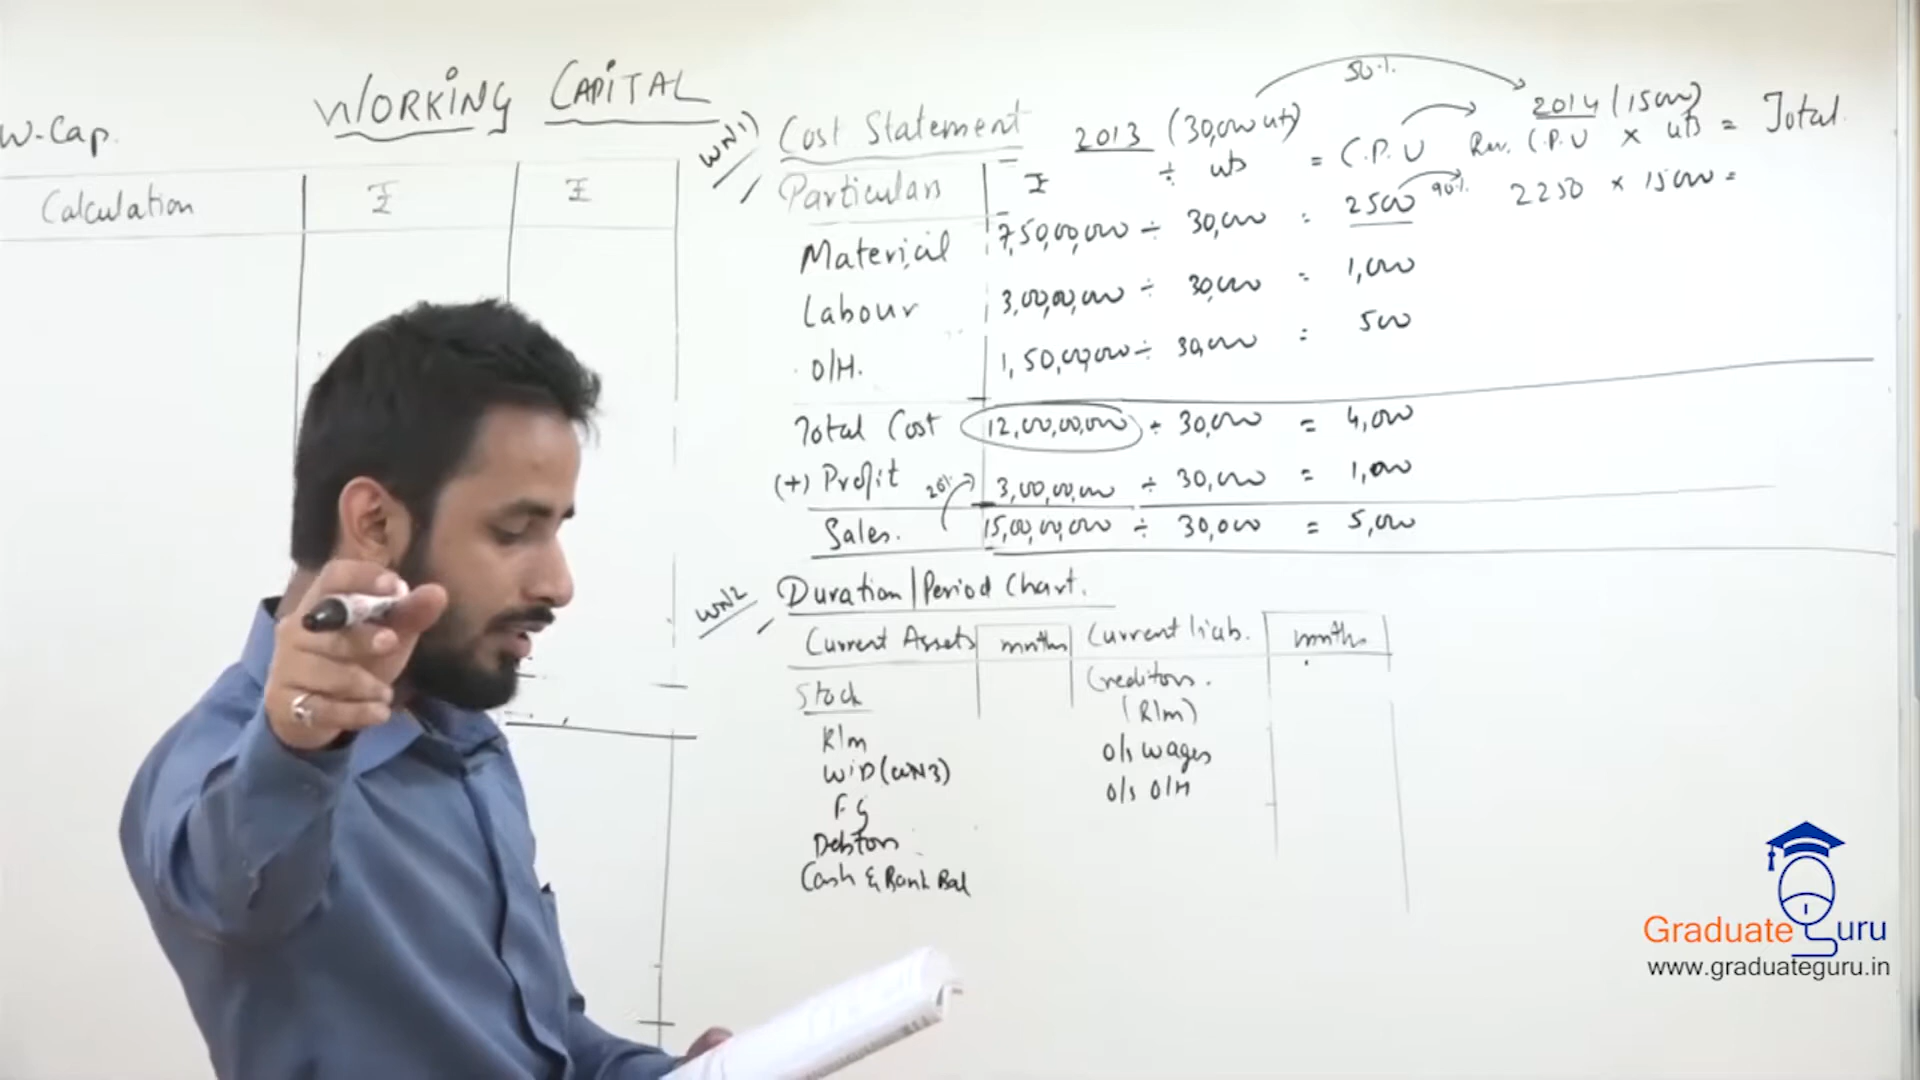 WORKING CAPITAL
W-Cap.
Calculation ₹ ₹
WN1) Cost Statement 2013 (30,000 uts) 50% 2014 (15000)
Particulars ₹ ÷ uts = C.P.U Rev. C.P.U × uts = Total
Material 7,50,00,000 ÷ 30,000 = 2500 90% 2250 × 15000 =
Labour 3,00,00,000 ÷ 30,000 = 1,000
O/H. 1,50,00,000 ÷ 30,000 = 500
Total Cost 12,00,00,000 ÷ 30,000 = 4,000
(+) Profit 20% 3,00,00,000 ÷ 30,000 = 1,000
Sales. 15,00,00,000 ÷ 30,000 = 5,000
WN2 Duration/Period Chart.
Current Assets months Current liab. months
Stock Creditors.
R/m (R/m)
WIP (WN3) O/s wages
FG O/s O/H
Debtors
Cash & Bank Bal
Graduate Guru
www.graduateguru.in